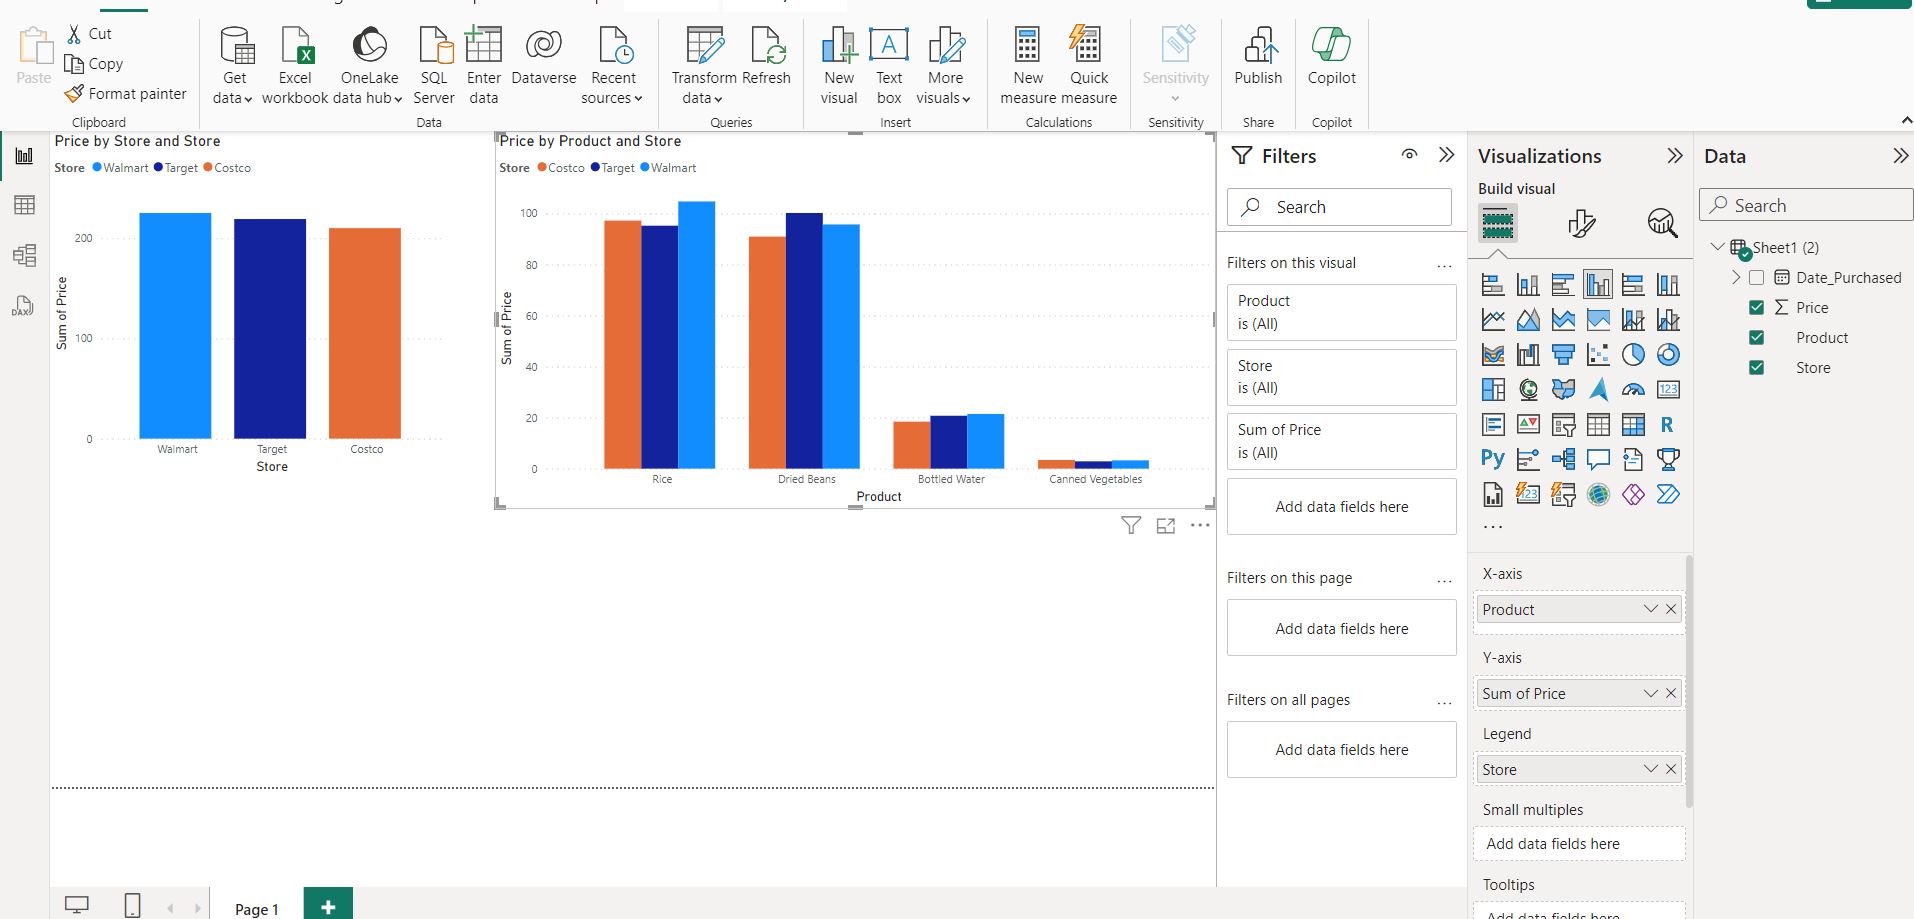 Cut
Copy
Format painter
Paste
Clipboard
Get data
Excel workbook
OneLake data hub
SQL Server
Enter data
Dataverse
Recent sources
Data
Transform data
Refresh
Queries
New visual
Text box
More visuals
Insert
New measure
Quick measure
Calculations
Sensitivity
Sensitivity
Publish
Share
Copilot
Copilot
Price by Store and Store
Store Walmart Target Costco
200
100
0
Sum of Price
Walmart Target Costco
Store
Price by Product and Store
Store Costco Target Walmart
100
80
60
40
20
0
Sum of Price
Rice Dried Beans Bottled Water Canned Vegetables
Product
Filters
Search
Filters on this visual
Product
is (All)
Store
is (All)
Sum of Price
is (All)
Add data fields here
Filters on this page
Add data fields here
Filters on all pages
Add data fields here
Visualizations
Build visual
123
R
Py
123
X-axis
Product
Y-axis
Sum of Price
Legend
Store
Small multiples
Add data fields here
Tooltips
Add data fields here
Data
Search
Sheet1 (2)
Date_Purchased
Price
Product
Store
DAX
Page 1